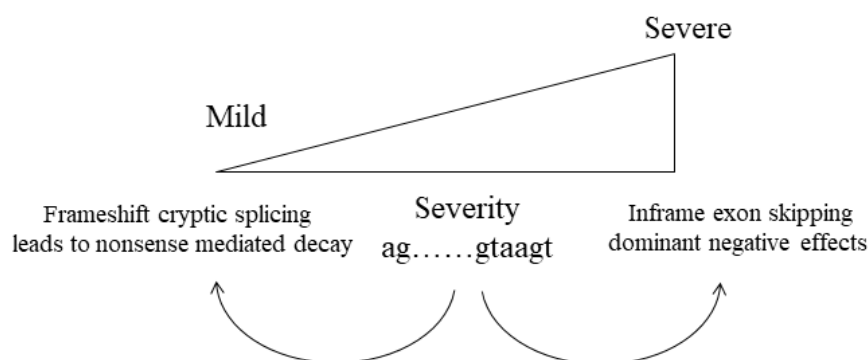 Severe
Mild
Frameshift cryptic splicing
leads to nonsense mediated decay
Severity
ag......gtaagt
Inframe exon skipping
dominant negative effects